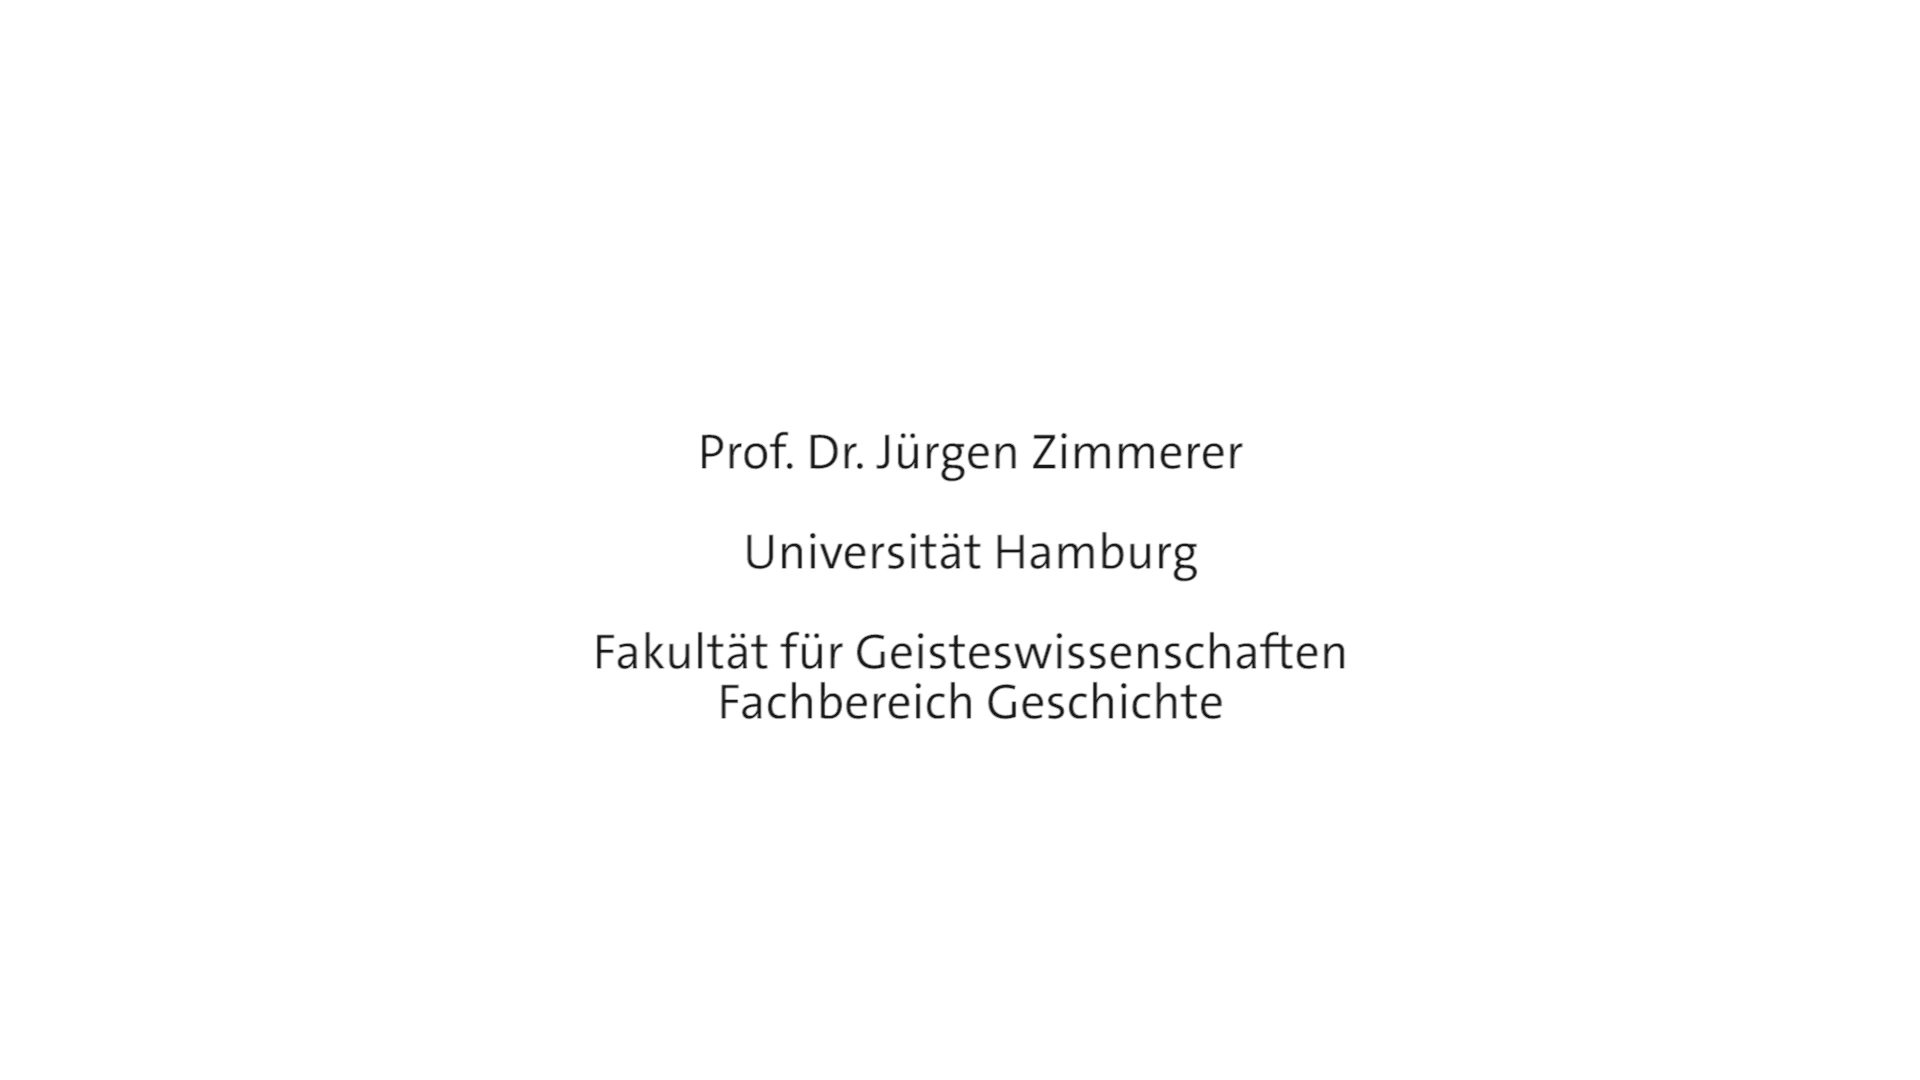 Prof. Dr. Jürgen Zimmerer
Universität Hamburg
Fakultät für Geisteswissenschaften
Fachbereich Geschichte